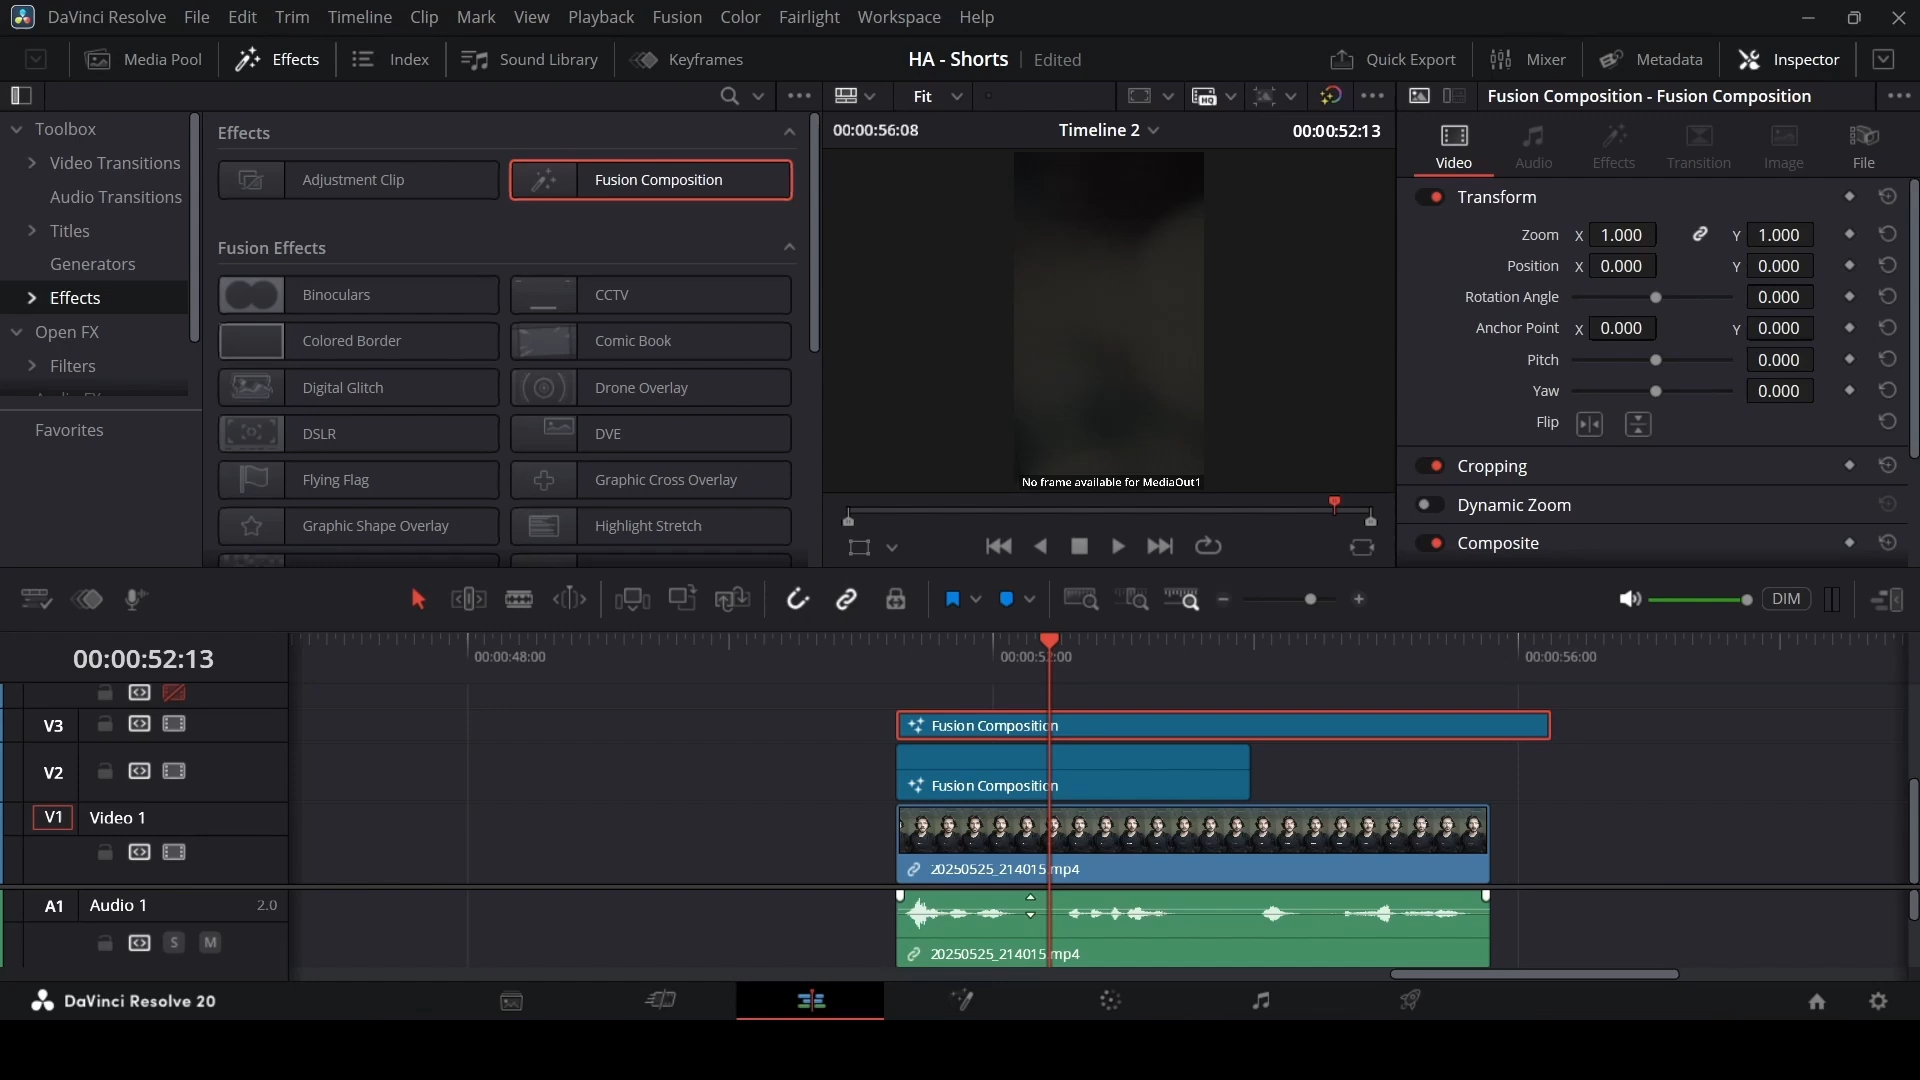 DaVinci Resolve File Edit Trim Timeline Clip Mark View Playback Fusion Color Fairlight Workspace Help
Media Pool Effects Index Sound Library Keyframes HA - Shorts Edited Quick Export Mixer Metadata Inspector
Fit HQ Fusion Composition - Fusion Composition
Toolbox
Video Transitions
Audio Transitions
Titles
Generators
Effects
Open FX
Filters
Favorites
Effects
Adjustment Clip Fusion Composition
Fusion Effects
Binoculars CCTV
Colored Border Comic Book
Digital Glitch Drone Overlay
DSLR DVE
Flying Flag Graphic Cross Overlay
Graphic Shape Overlay Highlight Stretch
00:00:56:08 Timeline 2 00:00:52:13
No frame available for MediaOut1
Video Audio Effects Transition Image File
Transform
Zoom X 1.000 Y 1.000
Position X 0.000 Y 0.000
Rotation Angle 0.000
Anchor Point X 0.000 Y 0.000
Pitch 0.000
Yaw 0.000
Flip
Cropping
Dynamic Zoom
Composite
DIM
00:00:52:13
00:00:48:00 00:00:52:00 00:00:56:00
V3 Fusion Composition
V2 Fusion Composition
V1 Video 1
20250525_214015.mp4
A1 Audio 1 2.0
S M
20250525_214015.mp4
DaVinci Resolve 20